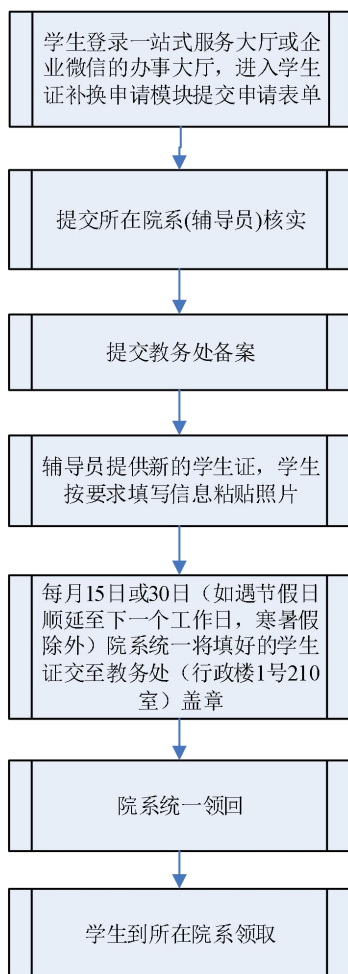 学生登录一站式服务大厅或企
业微信的办事大厅，进入学生
证补换申请模块提交申请表单
提交所在院系(辅导员)核实
提交教务处备案
辅导员提供新的学生证，学生
按要求填写信息粘贴照片
每月15日或30日（如遇节假日
顺延至下一个工作日，寒暑假
除外）院系统一将填好的学生
证交至教务处（行政楼1号210
室）盖章
院系统一领回
学生到所在院系领取